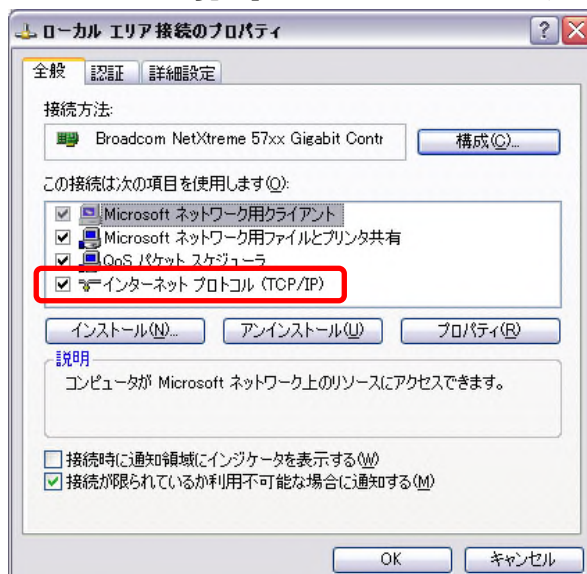 ローカル エリア接続のプロパティ
全般 認証 詳細設定
接続方法:
Broadcom NetXtreme 57xx Gigabit Contr 構成(C)...
この接続は次の項目を使用します(O):
Microsoft ネットワーク用クライアント
Microsoft ネットワーク用ファイルとプリンタ共有
QoS パケット スケジューラ
インターネット プロトコル (TCP/IP)
インストール(N)... アンインストール(U) プロパティ(R)
説明
コンピュータが Microsoft ネットワーク上のリソースにアクセスできます。
接続時に通知領域にインジケータを表示する(W)
接続が限られているか利用不可能な場合に通知する(M)
OK キャンセル